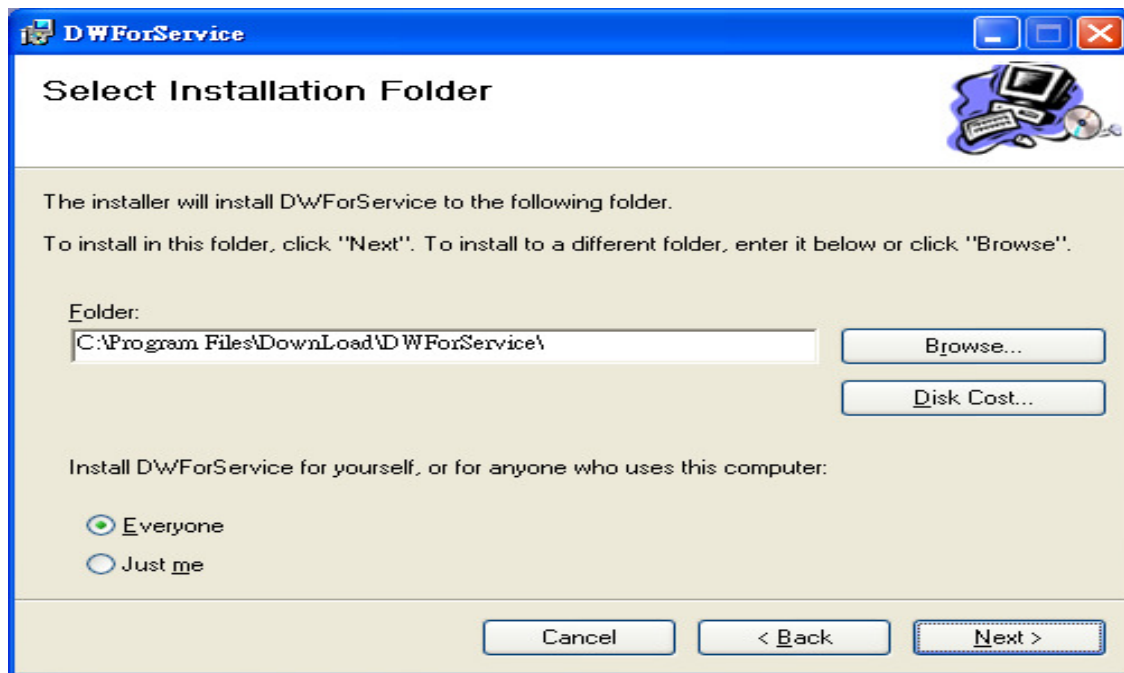 DWForService
Select Installation Folder
The installer will install DWForService to the following folder.
To install in this folder, click "Next". To install to a different folder, enter it below or click "Browse".
Folder:
C:\Program Files\DownLoad\DWForService\
Browse...
Disk Cost...
Install DWForService for yourself, or for anyone who uses this computer:
Everyone
Just me
Cancel
< Back
Next >